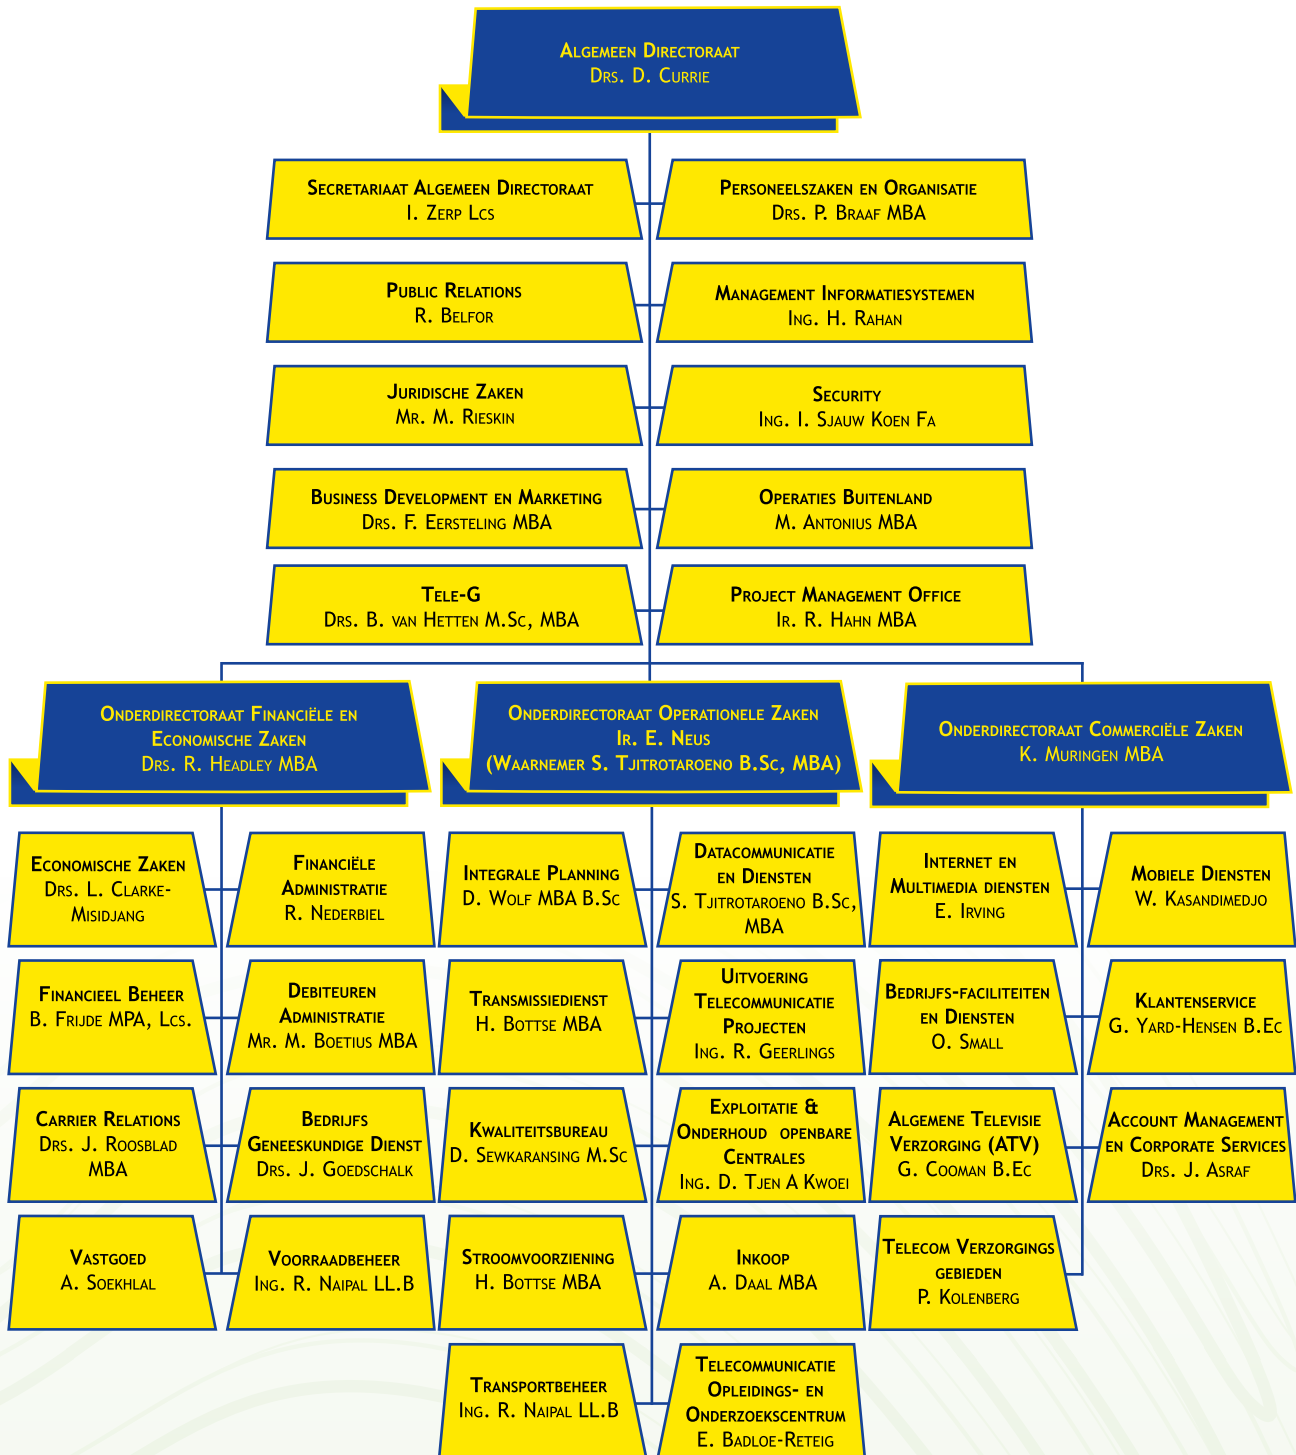 Algemeen Directoraat
Drs. D. Currie
Secretariaat Algemeen Directoraat
I. Zerp Lcs
Personeelszaken en Organisatie
Drs. P. Braaf MBA
Public Relations
R. Belfor
Management Informatiesystemen
Ing. H. Rahan
Juridische Zaken
Mr. M. Rieskin
Security
Ing. I. Sjauw Koen Fa
Business Development en Marketing
Drs. F. Eersteling MBA
Operaties Buitenland
M. Antonius MBA
Tele-G
Drs. B. van Hetten M.Sc, MBA
Project Management Office
Ir. R. Hahn MBA
Onderdirectoraat Financiële en
Economische Zaken
Drs. R. Headley MBA
Onderdirectoraat Operationele Zaken
Ir. E. Neus
(Waarnemer S. Tjitrotaroeno B.Sc, MBA)
Onderdirectoraat Commerciële Zaken
K. Muringen MBA
Economische Zaken
Drs. L. Clarke-
Misidjang
Financiële
Administratie
R. Nederbiel
Integrale Planning
D. Wolf MBA B.Sc
Datacommunicatie
en Diensten
S. Tjitrotaroeno B.Sc,
MBA
Internet en
Multimedia diensten
E. Irving
Mobiele Diensten
W. Kasandimedjo
Financieel Beheer
B. Frijde MPA, Lcs.
Debiteuren
Administratie
Mr. M. Boetius MBA
Transmissiedienst
H. Bottse MBA
Uitvoering
Telecommunicatie
Projecten
Ing. R. Geerlings
Bedrijfs-faciliteiten
en Diensten
O. Small
Klantenservice
G. Yard-Hensen B.Ec
Carrier Relations
Drs. J. Roosblad
MBA
Bedrijfs
Geneeskundige Dienst
Drs. J. Goedschalk
Kwaliteitsbureau
D. Sewkaransing M.Sc
Exploitatie &
Onderhoud openbare
Centrales
Ing. D. Tjen A Kwoei
Algemene Televisie
Verzorging (ATV)
G. Cooman B.Ec
Account Management
en Corporate Services
Drs. J. Asraf
Vastgoed
A. Soekhlal
Voorraadbeheer
Ing. R. Naipal LL.B
Stroomvoorziening
H. Bottse MBA
Inkoop
A. Daal MBA
Telecom Verzorgings
gebieden
P. Kolenberg
Transportbeheer
Ing. R. Naipal LL.B
Telecommunicatie
Opleidings- en
Onderzoekscentrum
E. Badloe-Reteig